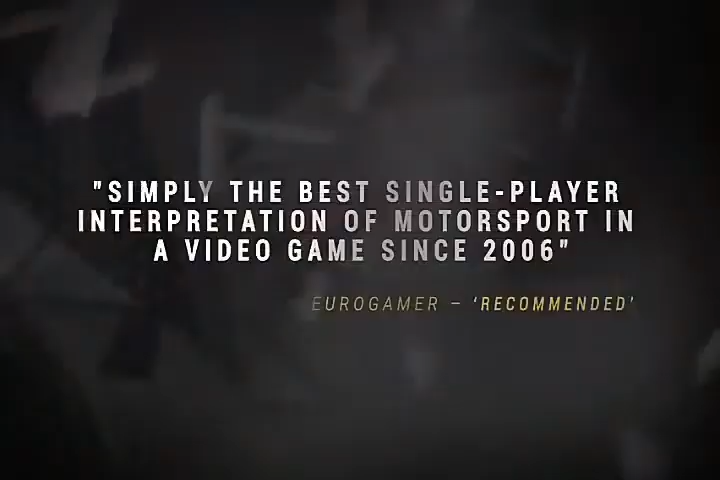 "SIMPLY THE BEST SINGLE-PLAYER
INTERPRETATION OF MOTORSPORT IN
A VIDEO GAME SINCE 2006"
EUROGAMER – 'RECOMMENDED'